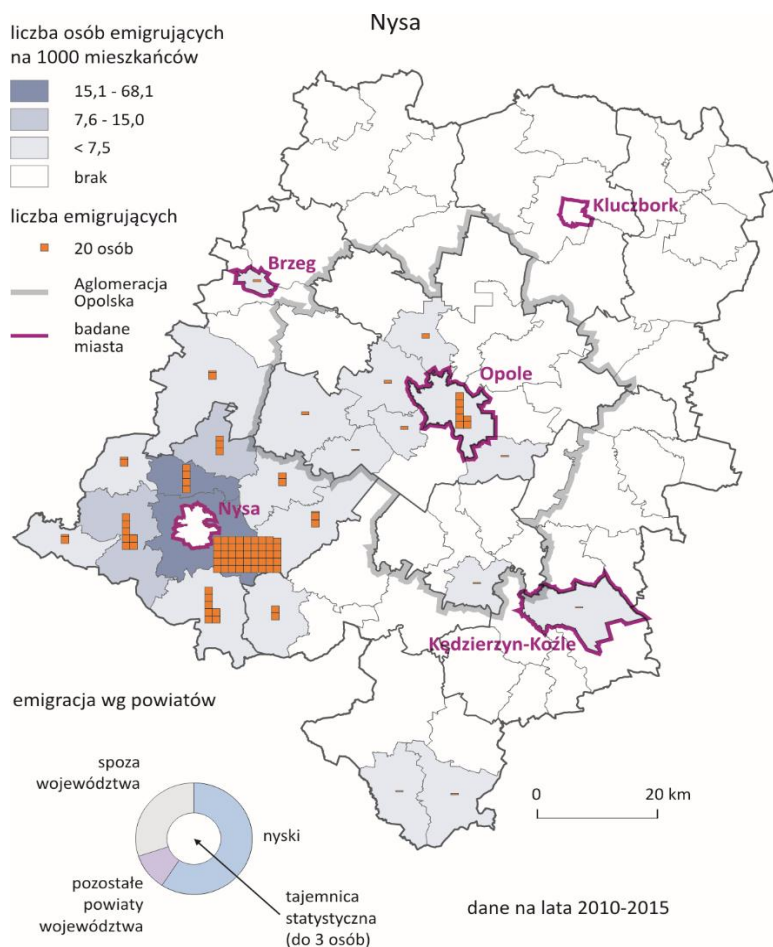 Nysa
liczba osób emigrujących
na 1000 mieszkańców
15,1 - 68,1
7,6 - 15,0
< 7,5
brak
liczba emigrujących
20 osób
Aglomeracja
Opolska
badane
miasta
Kluczbork
Brzeg
Opole
Nysa
Kędzierzyn-Koźle
emigracja wg powiatów
spoza
województwa
nyski
pozostałe
powiaty
województwa
tajemnica
statystyczna
(do 3 osób)
0 20 km
dane na lata 2010-2015